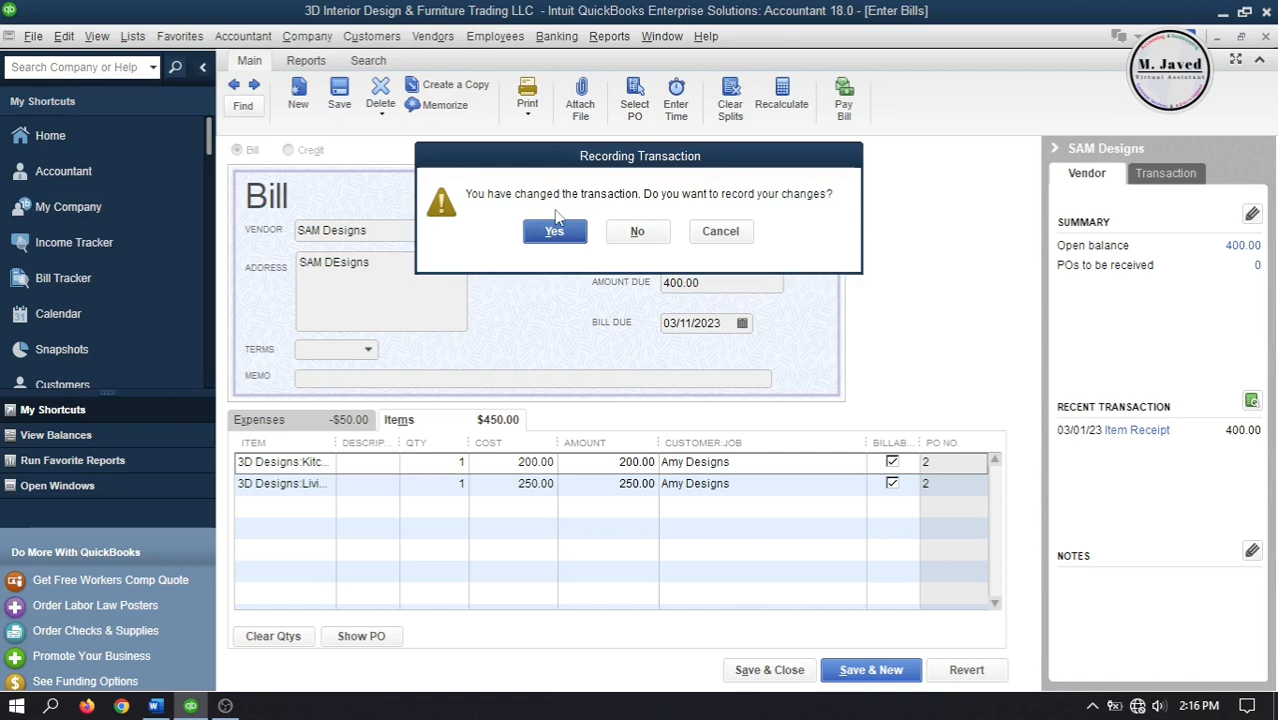 3D Interior Design & Furniture Trading LLC - Intuit QuickBooks Enterprise Solutions: Accountant 18.0 - [Enter Bills]
File Edit View Lists Favorites Accountant Company Customers Vendors Employees Banking Reports Window Help
Search Company or Help
My Shortcuts
Home
Accountant
My Company
Income Tracker
Bill Tracker
Calendar
Snapshots
Customers
My Shortcuts
View Balances
Run Favorite Reports
Open Windows
Do More With QuickBooks
Get Free Workers Comp Quote
Order Labor Law Posters
Order Checks & Supplies
Promote Your Business
See Funding Options
Main Reports Search
Find
New
Save
Delete
Create a Copy
Memorize
Print
Attach
File
Select
PO
Enter
Time
Clear
Splits
Recalculate
Pay
Bill
M. Javed
Virtual Assistant
Bill Credit
Recording Transaction
You have changed the transaction. Do you want to record your changes?
Yes No Cancel
Bill
VENDOR SAM Designs
ADDRESS SAM DEsigns
AMOUNT DUE 400.00
BILL DUE 03/11/2023
TERMS
MEMO
Expenses -$50.00 Items $450.00
ITEM DESCRIP... QTY COST AMOUNT CUSTOMER:JOB BILLAB... PO NO.
3D Designs:Kitc... 1 200.00 200.00 Amy Designs 2
3D Designs:Livi... 1 250.00 250.00 Amy Designs 2
Clear Qtys Show PO
Save & Close Save & New Revert
SAM Designs
Vendor Transaction
SUMMARY
Open balance 400.00
POs to be received 0
RECENT TRANSACTION
03/01/23 Item Receipt 400.00
NOTES
2:16 PM